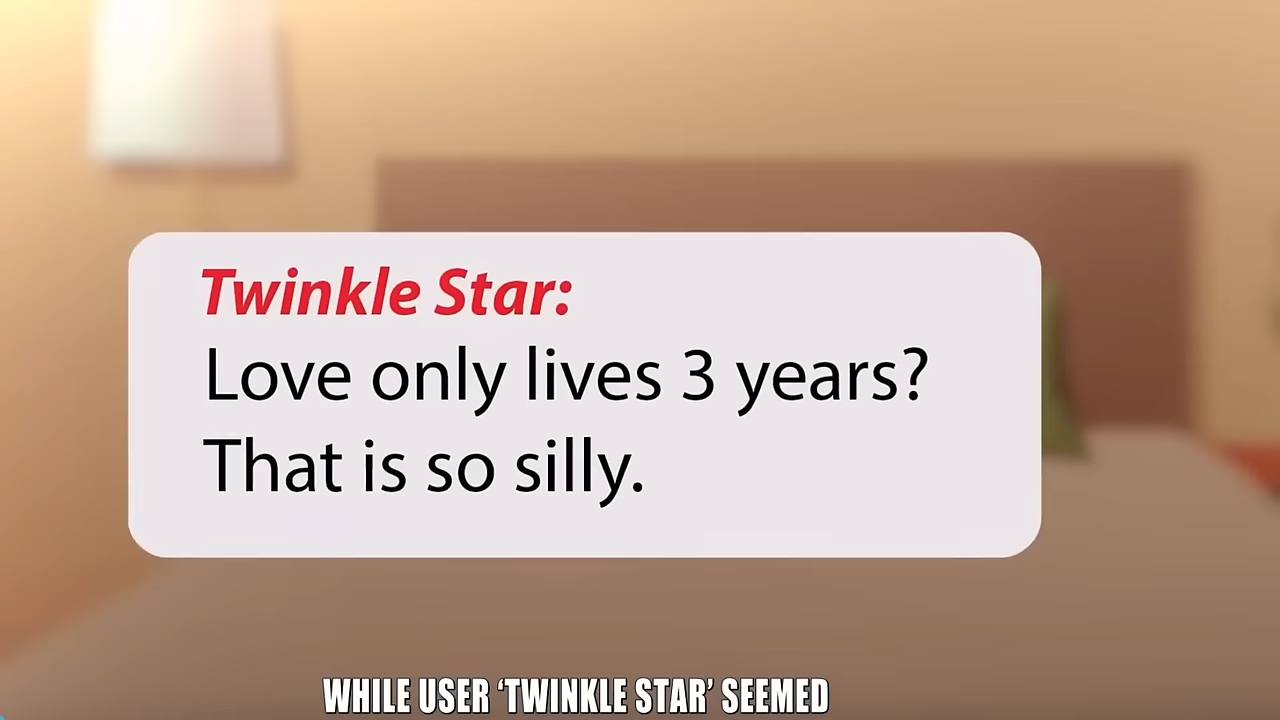 Twinkle Star:
Love only lives 3 years?
That is so silly.
WHILE USER ‘TWINKLE STAR’ SEEMED